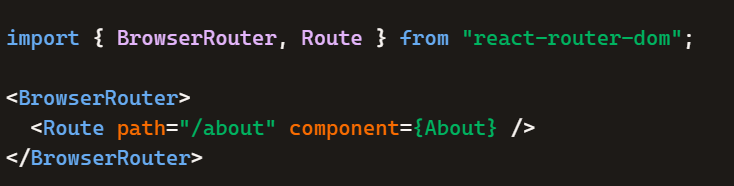 import { BrowserRouter, Route } from "react-router-dom";
<BrowserRouter>
<Route path="/about" component={About} />
</BrowserRouter>